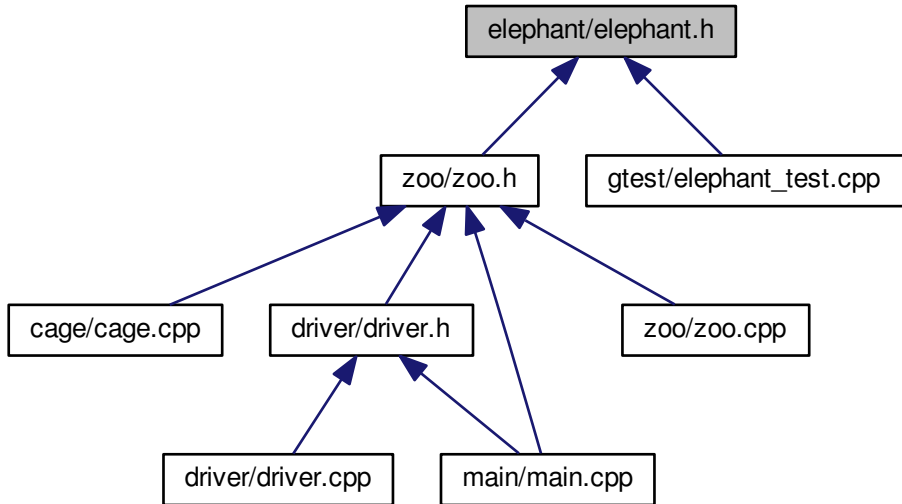 elephant/elephant.h
zoo/zoo.h
gtest/elephant_test.cpp
cage/cage.cpp
driver/driver.h
zoo/zoo.cpp
driver/driver.cpp
main/main.cpp